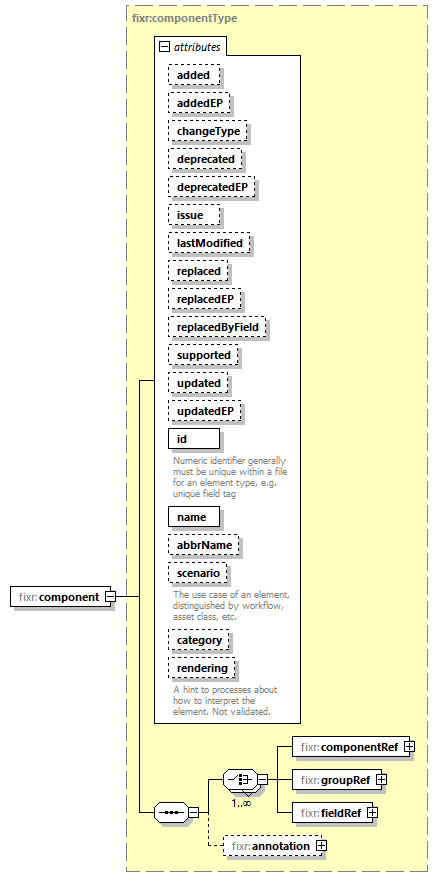 fixr:componentType
attributes
added
addedEP
changeType
deprecated
deprecatedEP
issue
lastModified
replaced
replacedEP
replacedByField
supported
updated
updatedEP
id
Numeric identifier generally
must be unique within a file
for an element type, e.g.
unique field tag
name
abbrName
scenario
The use case of an element,
distinguished by workflow,
asset class, etc.
category
rendering
A hint to processes about
how to interpret the
element. Not validated.
fixr:component
fixr:componentRef
fixr:groupRef
fixr:fieldRef
1..∞
fixr:annotation